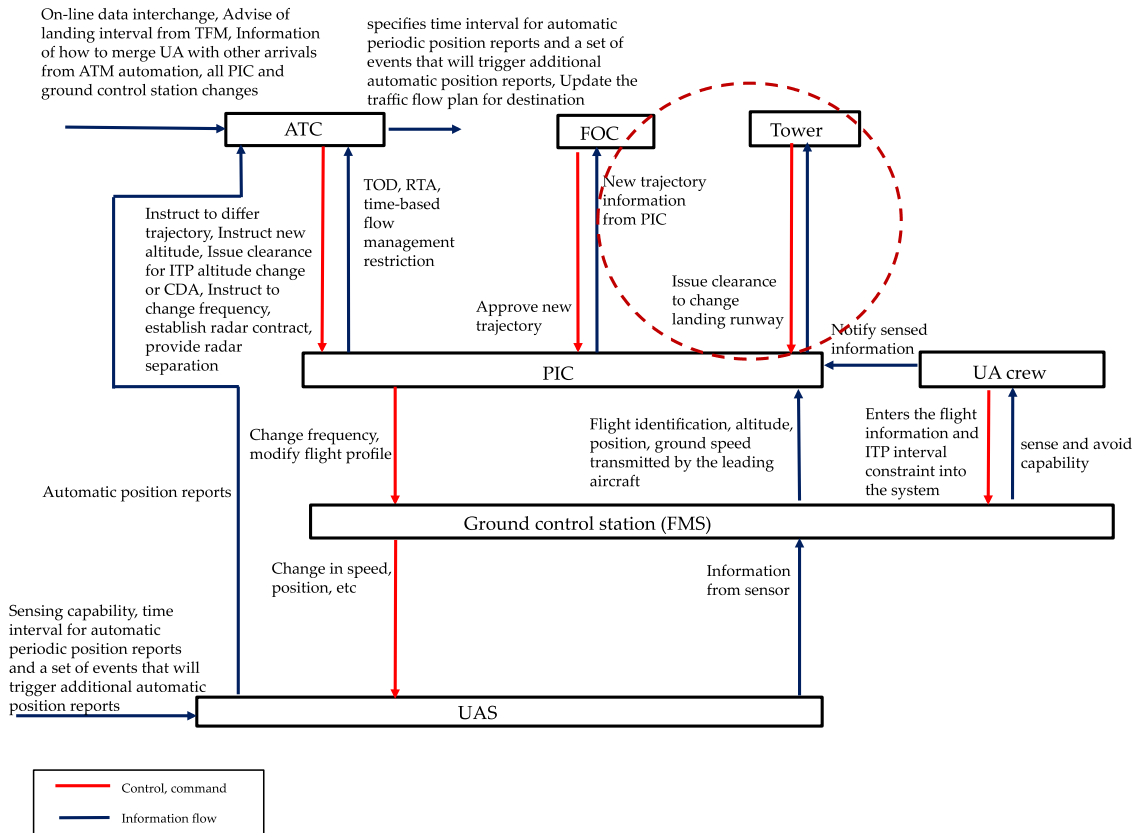 On-line data interchange, Advise of
landing interval from TFM, Information
of how to merge UA with other arrivals
from ATM automation, all PIC and
ground control station changes
specifies time interval for automatic
periodic position reports and a set of
events that will trigger additional
automatic position reports, Update the
traffic flow plan for destination
ATC
FOC
Tower
Instruct to differ
trajectory, Instruct new
altitude, Issue clearance
for ITP altitude change
or CDA, Instruct to
change frequency,
establish radar contract,
provide radar
separation
TOD, RTA,
time-based
flow
management
restriction
New trajectory
information
from PIC
Approve new
trajectory
Issue clearance
to change
landing runway
Notify sensed
information
PIC
UA crew
Change frequency,
modify flight profile
Flight identification, altitude,
position, ground speed
transmitted by the leading
aircraft
Enters the flight
information and
ITP interval
constraint into
the system
sense and avoid
capability
Automatic position reports
Ground control station (FMS)
Change in speed,
position, etc
Information
from sensor
Sensing capability, time
interval for automatic
periodic position reports
and a set of events that will
trigger additional automatic
position reports
UAS
Control, command
Information flow